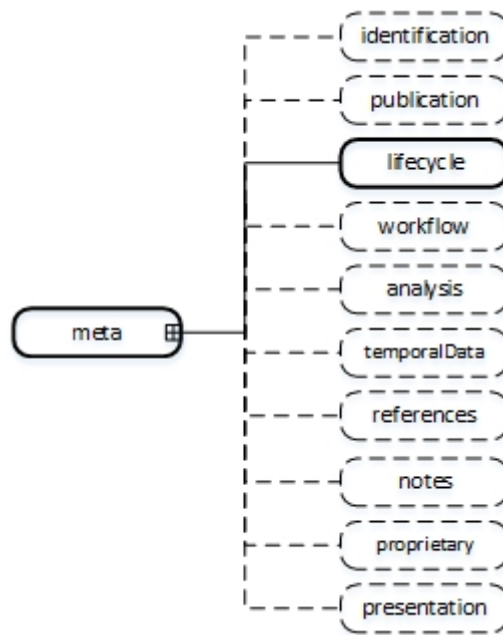 identification
publication
lifecycle
workflow
analysis
meta
temporalData
references
notes
proprietary
presentation